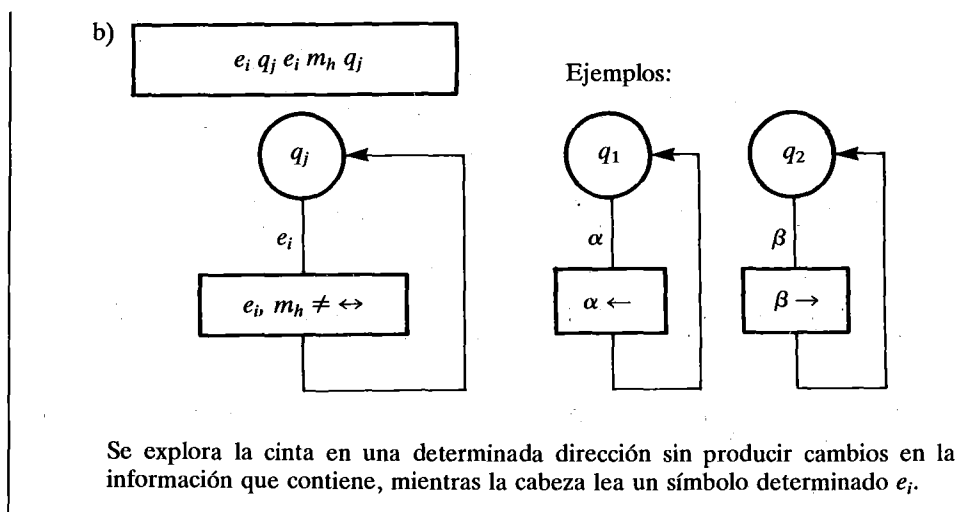 b)
e_i q_j e_i m_h q_j
Ejemplos:
q_j
q_1
q_2
e_i
α
β
e_i, m_h ≠ ↔
α ←
β →
Se explora la cinta en una determinada dirección sin producir cambios en la
información que contiene, mientras la cabeza lea un símbolo determinado e_i.